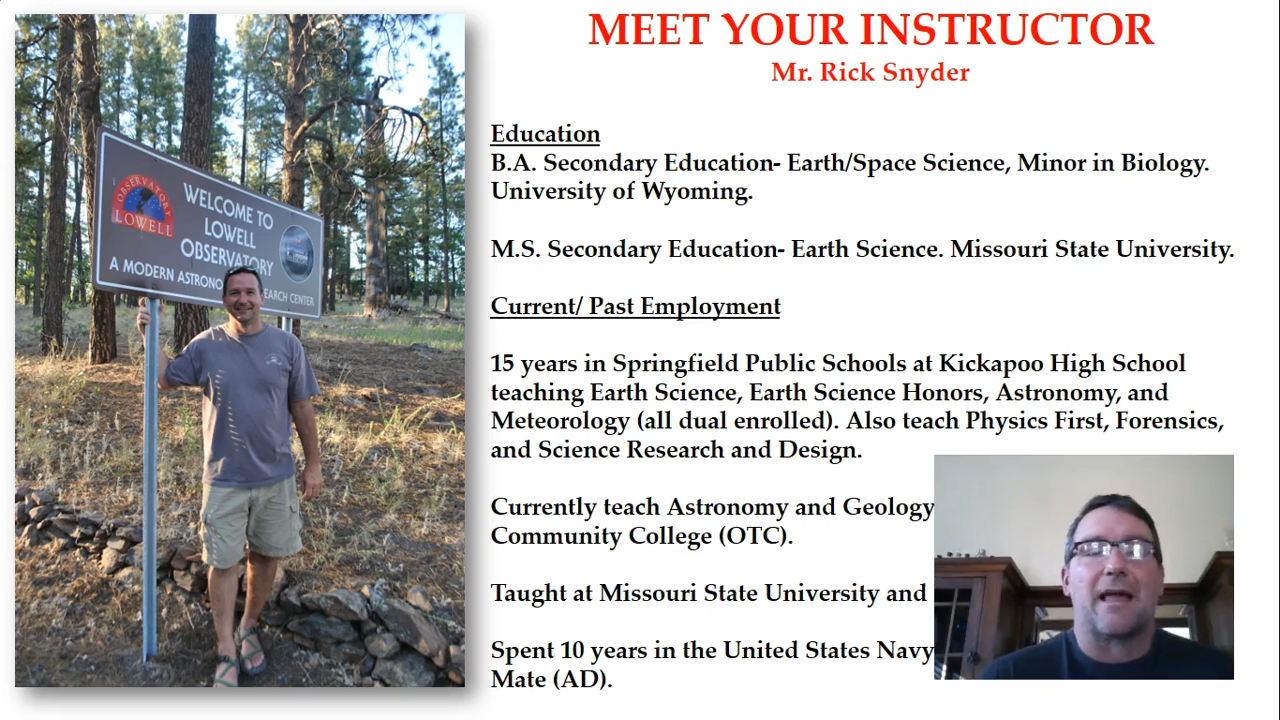 MEET YOUR INSTRUCTOR
Mr. Rick Snyder
OBSERVATORY
LOWELL
WELCOME TO
LOWELL
OBSERVATORY
A MODERN ASTRONO
EARCH CENTER
Education
B.A. Secondary Education- Earth/Space Science, Minor in Biology.
University of Wyoming.
M.S. Secondary Education- Earth Science. Missouri State University.
Current/ Past Employment
15 years in Springfield Public Schools at Kickapoo High School
teaching Earth Science, Earth Science Honors, Astronomy, and
Meteorology (all dual enrolled). Also teach Physics First, Forensics,
and Science Research and Design.
Currently teach Astronomy and Geology
Community College (OTC).
Taught at Missouri State University and
Spent 10 years in the United States Navy
Mate (AD).